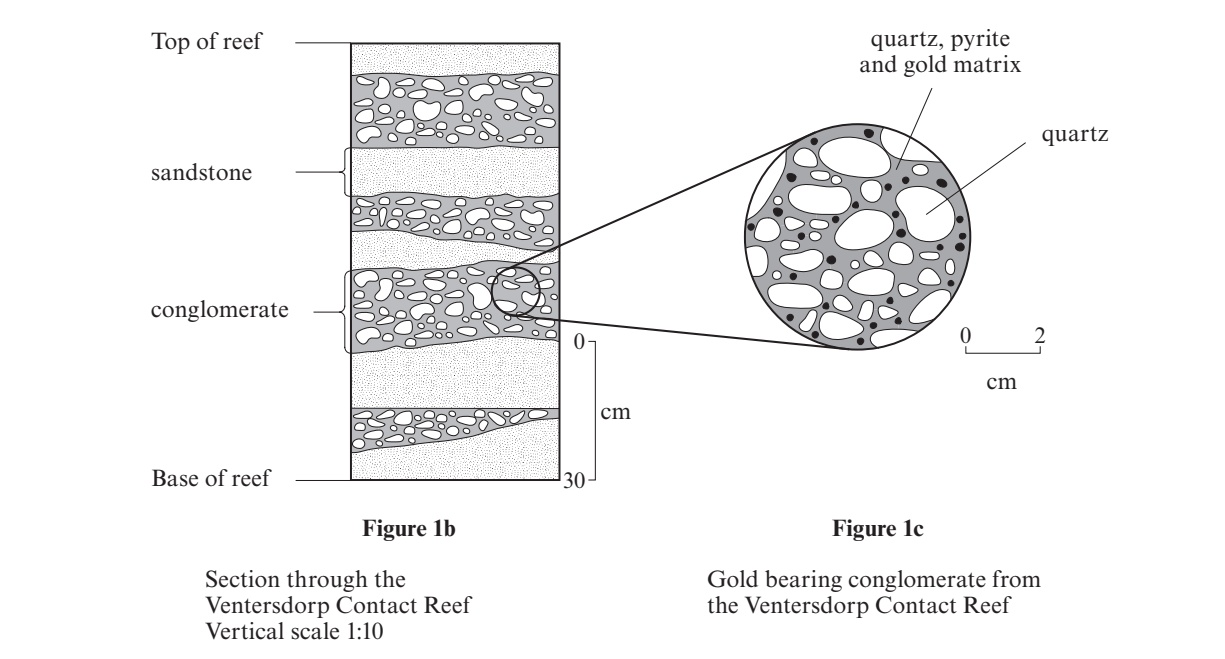 Top of reef
sandstone
conglomerate
Base of reef
0
cm
30
quartz, pyrite
and gold matrix
quartz
0 2
cm
Figure 1b
Section through the
Ventersdorp Contact Reef
Vertical scale 1:10
Figure 1c
Gold bearing conglomerate from
the Ventersdorp Contact Reef